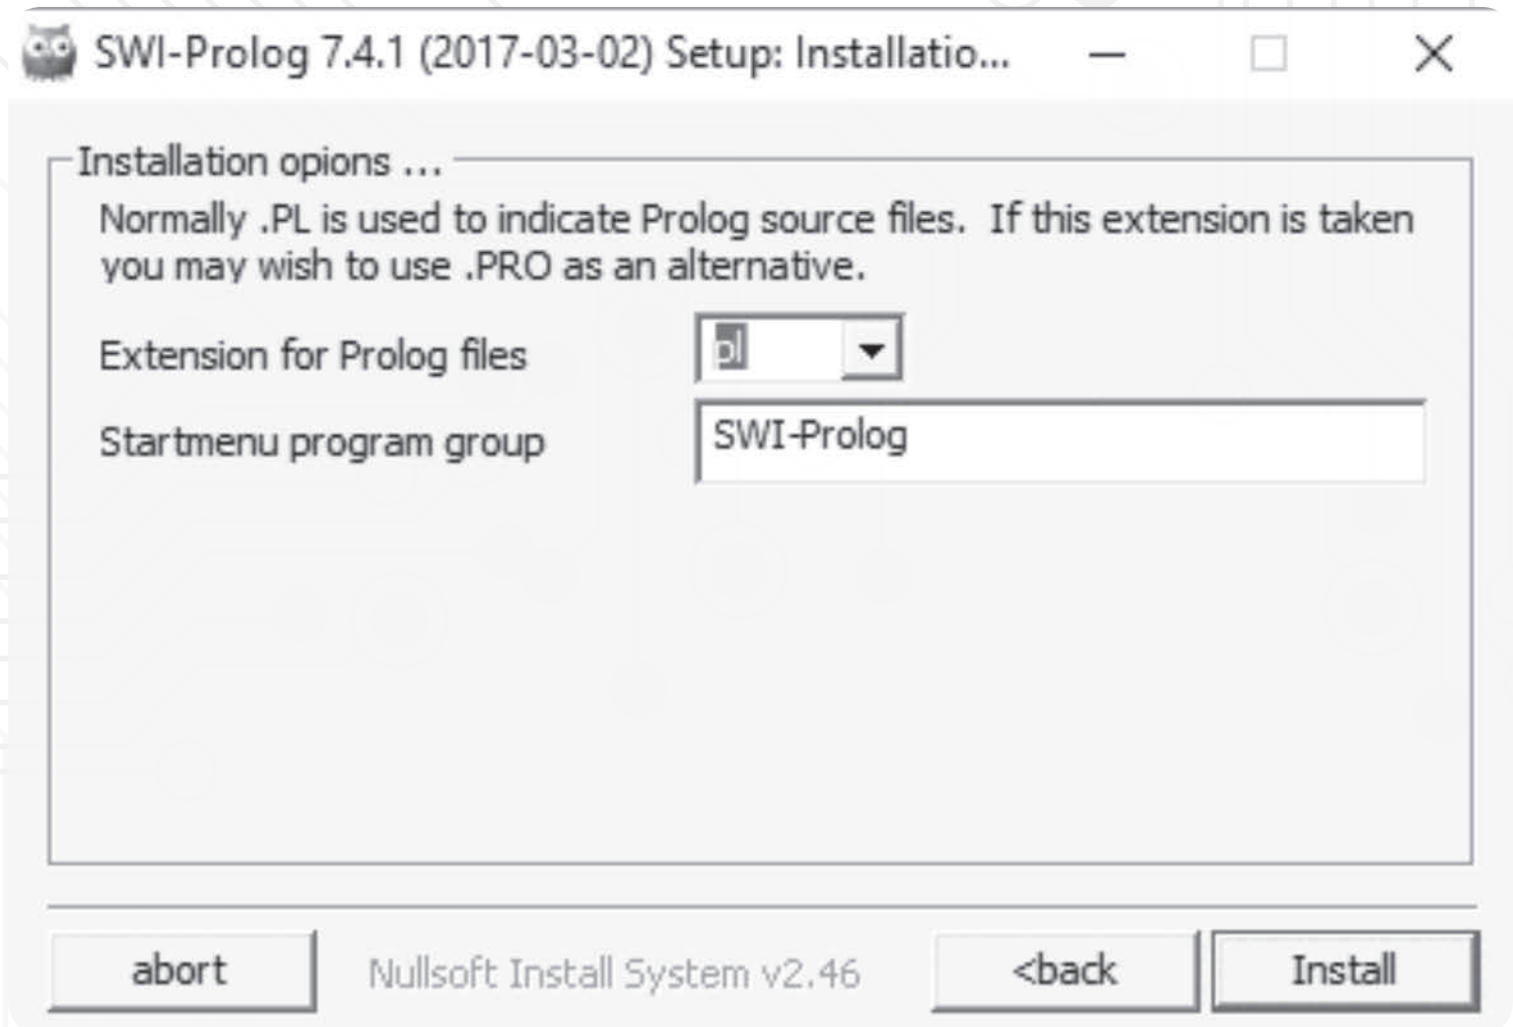 SWI-Prolog 7.4.1 (2017-03-02) Setup: Installatio...
Installation opions ...
Normally .PL is used to indicate Prolog source files.  If this extension is taken
you may wish to use .PRO as an alternative.
Extension for Prolog files pl
Startmenu program group SWI-Prolog
abort Nullsoft Install System v2.46 <back Install